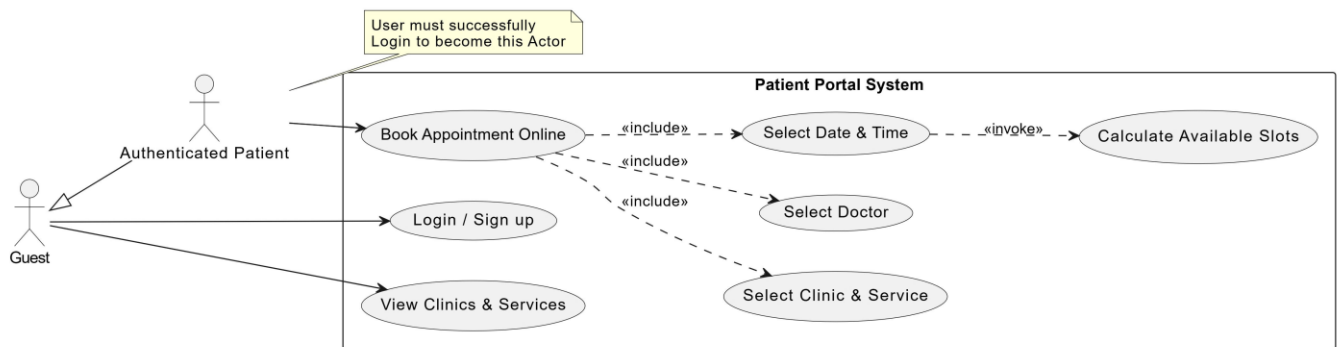 User must successfully
Login to become this Actor
Patient Portal System
Authenticated Patient
Book Appointment Online
«include»
Select Date & Time
«invoke»
Calculate Available Slots
«include»
Select Doctor
«include»
Guest
Login / Sign up
View Clinics & Services
Select Clinic & Service